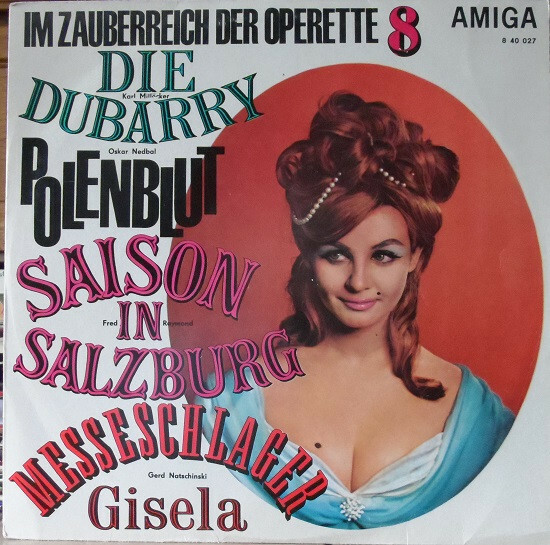 IM ZAUBERREICH DER OPERETTE 8
AMIGA
8 40 027
DIE
Karl Millöcker
DUBARRY
Oskar Nedbal
POLENBLUT
SAISON
IN
Fred Raymond
SALZBURG
MESSESCHLAGER
Gerd Natschinski
Gisela